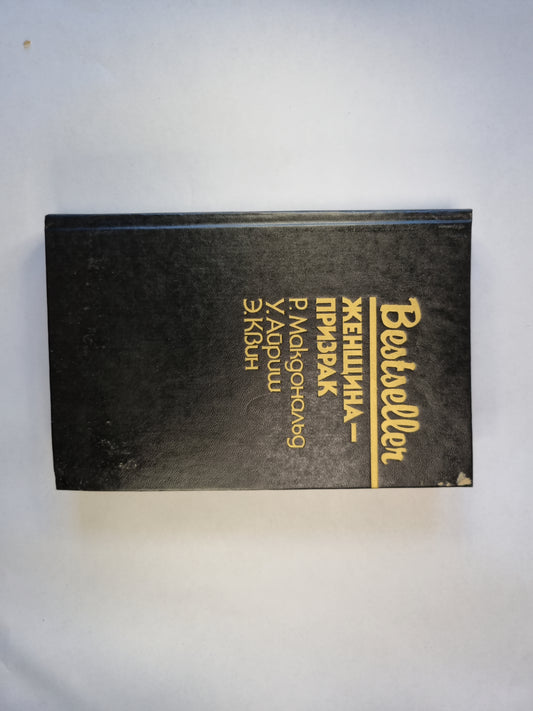 Bestseller
ЖЕНЩИНА—
ПРИЗРАК
Р. Макдональд
У. Айриш
Э. Квин